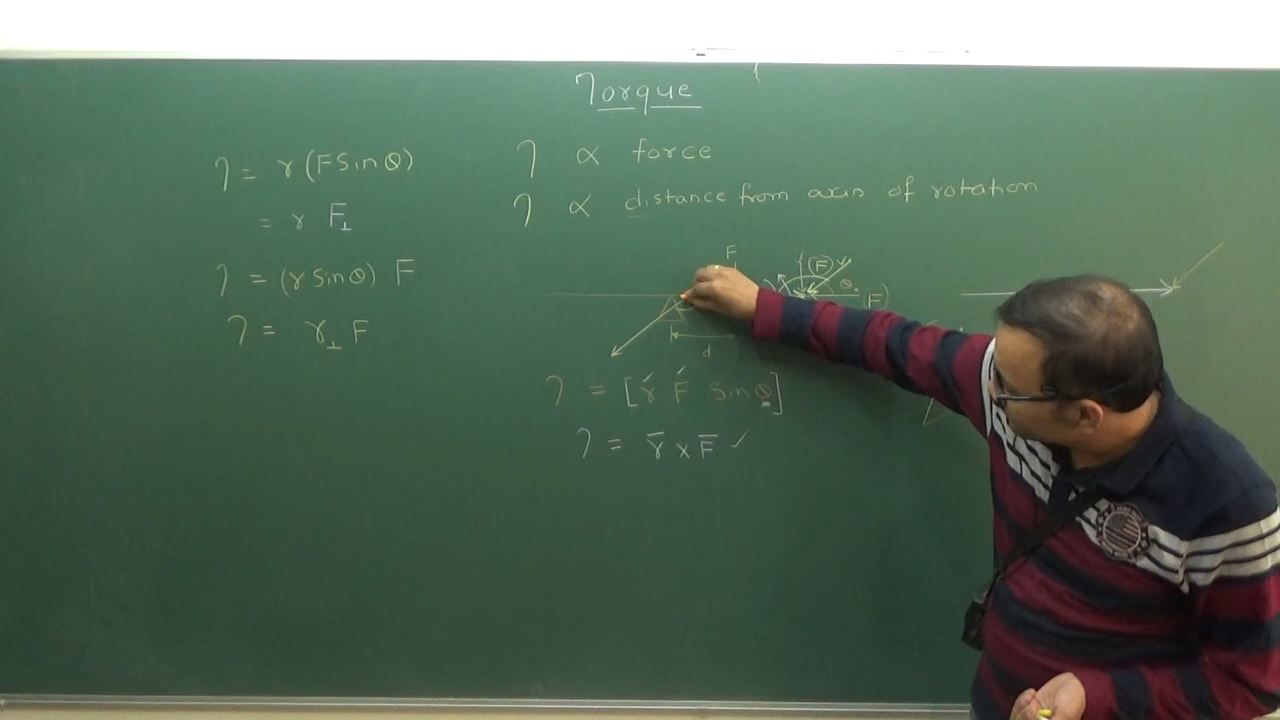 Torque
τ = r (F Sin θ)
= r F⊥
τ = (r sin θ) F
τ = r⊥ F
τ ∝ force
τ ∝ distance from axis of rotation
F
(F)
θ
(F)
d
τ = [r F Sin θ]
τ = r̅ × F̅ ✓